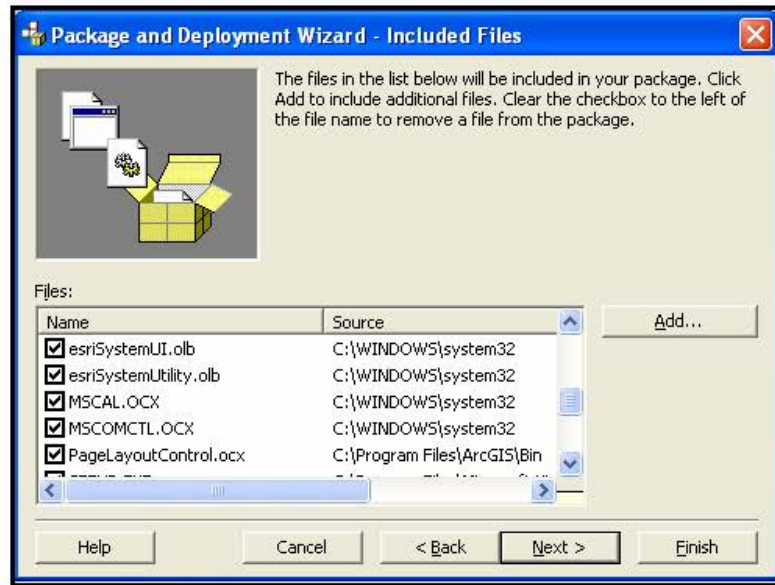 Package and Deployment Wizard - Included Files
The files in the list below will be included in your package. Click
Add to include additional files. Clear the checkbox to the left of
the file name to remove a file from the package.
Files:
Name Source
Add...
esriSystemUI.olb C:\WINDOWS\system32
esriSystemUtility.olb C:\WINDOWS\system32
MSCAL.OCX C:\WINDOWS\system32
MSCOMCTL.OCX C:\WINDOWS\system32
PageLayoutControl.ocx C:\Program Files\ArcGIS\Bin
Help Cancel < Back Next > Finish